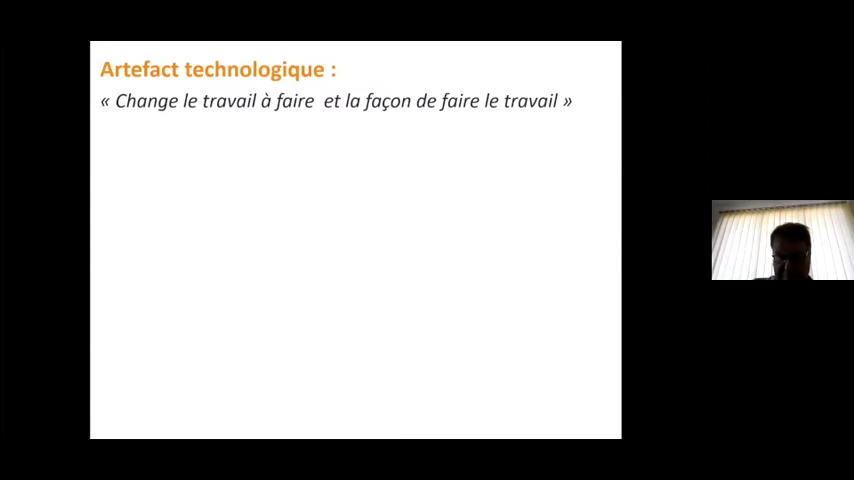 Artefact technologique :
« Change le travail à faire et la façon de faire le travail »